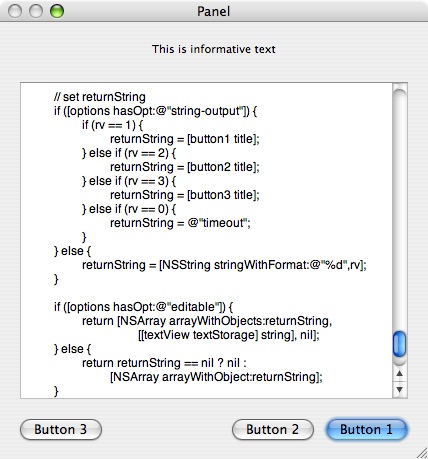 Panel
This is informative text
// set returnString
if ([options hasOpt:@"string-output"]) {
if (rv == 1) {
returnString = [button1 title];
} else if (rv == 2) {
returnString = [button2 title];
} else if (rv == 3) {
returnString = [button3 title];
} else if (rv == 0) {
returnString = @"timeout";
}
} else {
returnString = [NSString stringWithFormat:@"%d",rv];
}
if ([options hasOpt:@"editable"]) {
return [NSArray arrayWithObjects:returnString,
[[textView textStorage] string], nil];
} else {
return returnString == nil ? nil :
[NSArray arrayWithObject:returnString];
}
Button 3
Button 2
Button 1